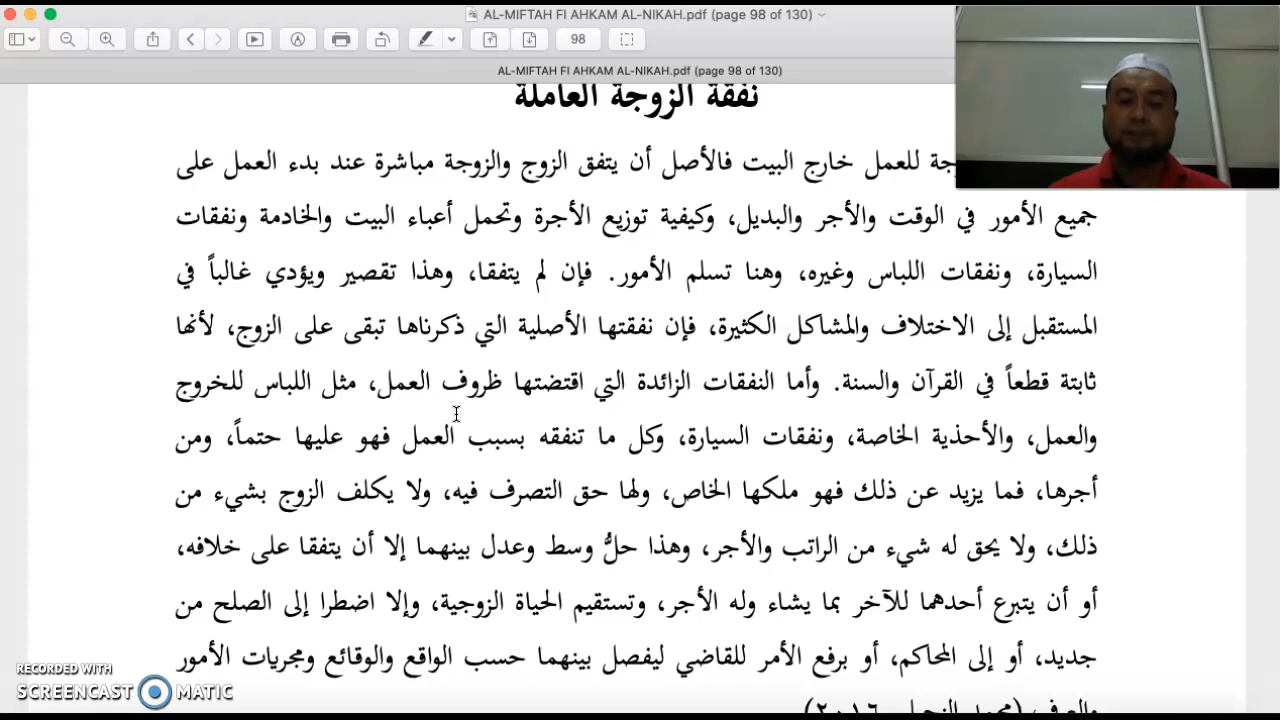 AL-MIFTAH FI AHKAM AL-NIKAH.pdf (page 98 of 130)
98
AL-MIFTAH FI AHKAM AL-NIKAH.pdf (page 98 of 130)
نفقة الزوجة العاملة
للعمل خارج البيت فالأصل أن يتفق الزوج والزوجة مباشرة عند بدء العمل على
جميع الأمور في الوقت والأجر والبديل، وكيفية توزيع الأجرة وتحمل أعباء البيت والخادمة ونفقات
السيارة، ونفقات اللباس وغيره، وهنا تسلم الأمور. فإن لم يتفقا، وهذا تقصير ويؤدي غالباً في
المستقبل إلى الاختلاف والمشاكل الكثيرة، فإن نفقتها الأصلية التي ذكرناها تبقى على الزوج، لأنها
ثابتة قطعاً في القرآن والسنة. وأما النفقات الزائدة التي اقتضتها ظروف العمل، مثل اللباس للخروج
والعمل، والأحذية الخاصة، ونفقات السيارة، وكل ما تنفقه بسبب العمل فهو عليها حتماً، ومن
أجرها، فما يزيد عن ذلك فهو ملكها الخاص، ولها حق التصرف فيه، ولا يكلف الزوج بشيء من
ذلك، ولا يحق له شيء من الراتب والأجر، وهذا حلٌّ وسط وعدل بينهما إلا أن يتفقا على خلافه،
أو أن يتبرع أحدهما للآخر بما يشاء وله الأجر، وتستقيم الحياة الزوجية، وإلا اضطرا إلى الصلح من
جديد، أو إلى المحاكم، أو برفع الأمر للقاضي ليفصل بينهما حسب الواقع والوقائع ومجريات الأمور
RECORDED WITH
SCREENCAST MATIC